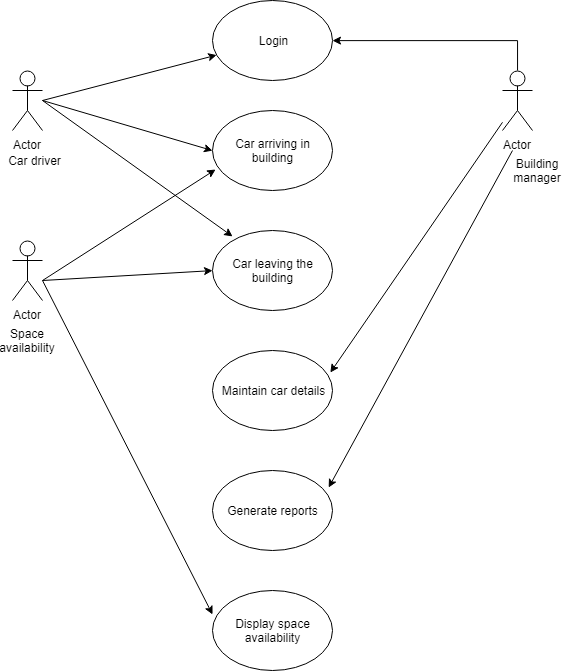 Login
Actor
Car driver
Car arriving in
building
Actor
Building
manager
Car leaving the
building
Actor
Space
availability
Maintain car details
Generate reports
Display space
availability